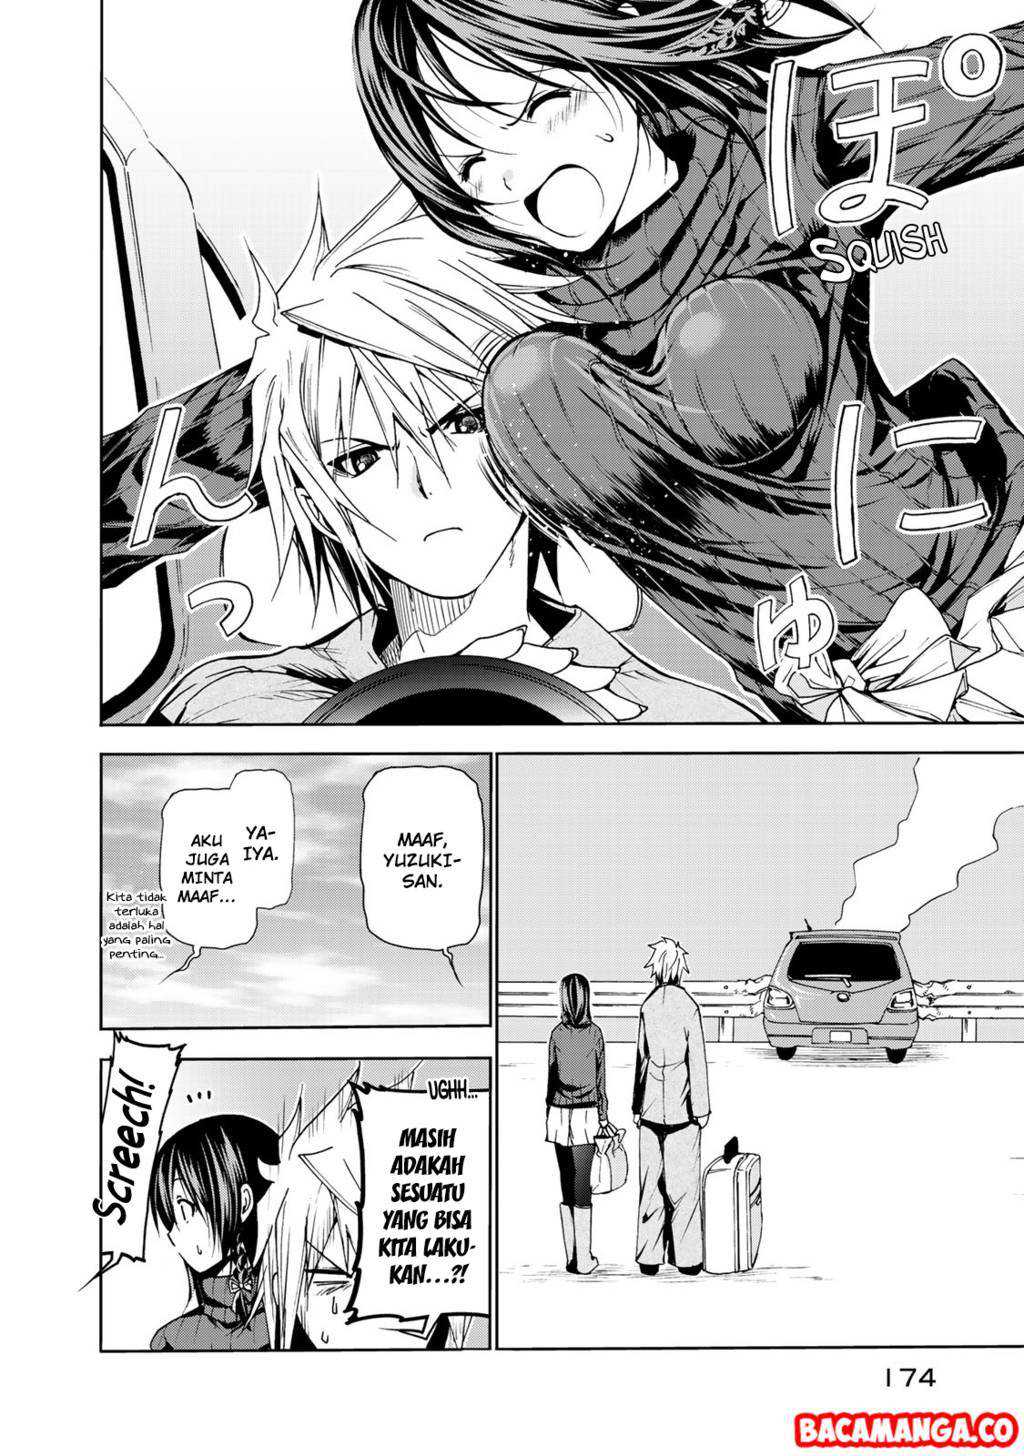 ぽ
SQUISH
に
ゅ
んっ
MAAF,
YUZUKI-
SAN.
YA-
IYA.
AKU
JUGA
MINTA
MAAF...
Kita tidak
terluka
adalah hal
yang paling
penting...
UGHH...
MASIH
ADAKAH
SESUATU
YANG BISA
KITA LAKU-
KAN...?!
Screech!
174
BACAMANGA.CO